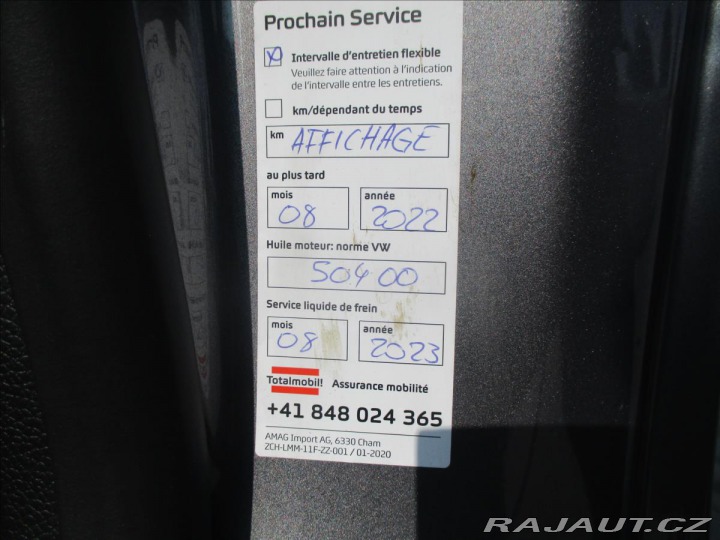 Prochain Service
Intervalle d'entretien flexible
Veuillez faire attention à l'indication
de l'intervalle entre les entretiens.
km/dépendant du temps
km AFFICHAGE
au plus tard
mois année
08 2022
Huile moteur: norme VW
504 00
Service liquide de frein
mois année
08 2023
Totalmobil! Assurance mobilité
+41 848 024 365
AMAG Import AG, 6330 Cham
ZCH-LMM-11F-ZZ-001 / 01-2020
RAJAUT.CZ